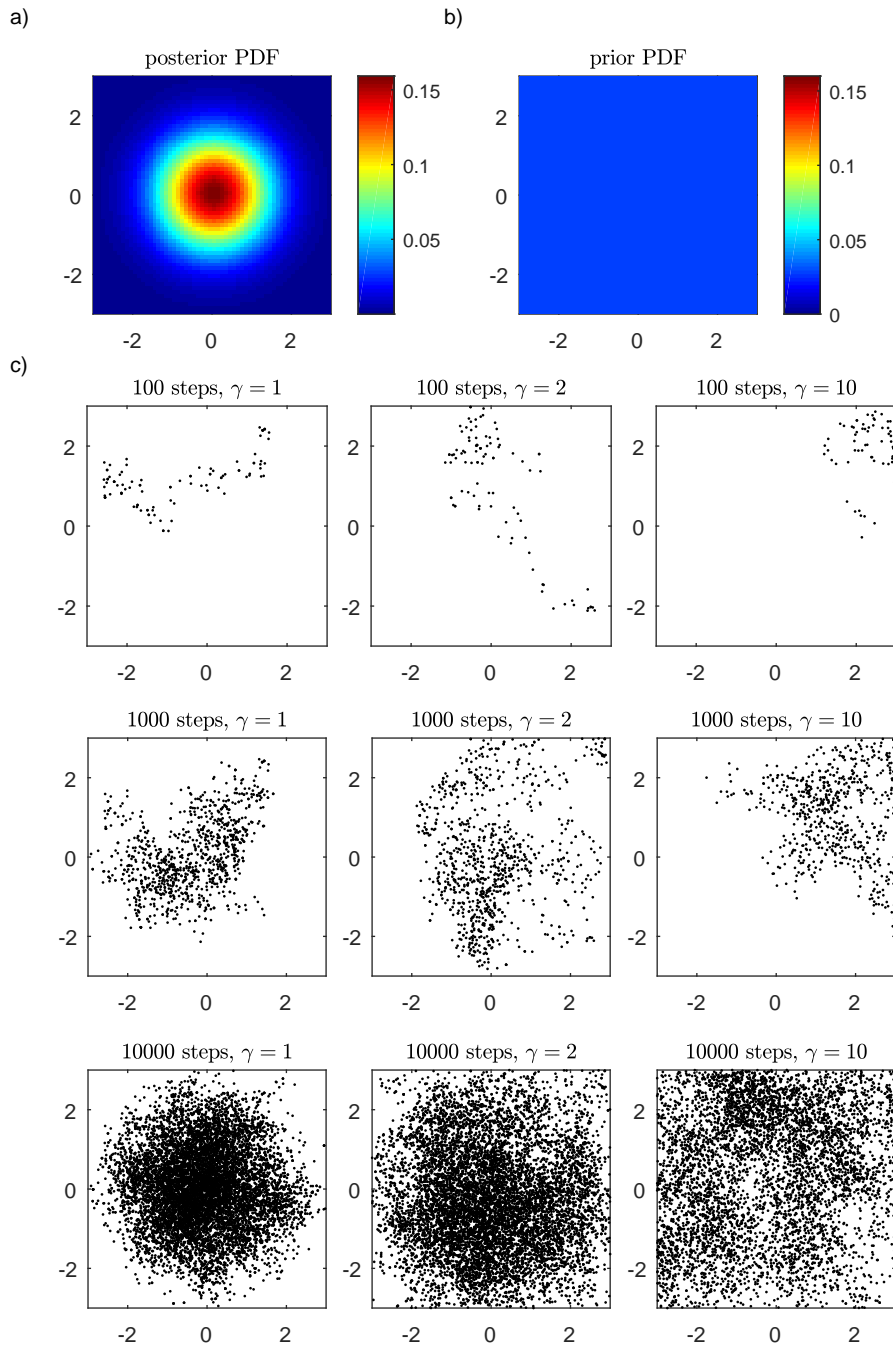 a)
b)
posterior PDF
prior PDF
2
0
-2
-2 0 2
0.15
0.1
0.05
2
0
-2
-2 0 2
0.15
0.1
0.05
0
c)
100 steps, γ = 1
100 steps, γ = 2
100 steps, γ = 10
2
0
-2
-2 0 2
2
0
-2
-2 0 2
2
0
-2
-2 0 2
1000 steps, γ = 1
1000 steps, γ = 2
1000 steps, γ = 10
2
0
-2
-2 0 2
2
0
-2
-2 0 2
2
0
-2
-2 0 2
10000 steps, γ = 1
10000 steps, γ = 2
10000 steps, γ = 10
2
0
-2
-2 0 2
2
0
-2
-2 0 2
2
0
-2
-2 0 2